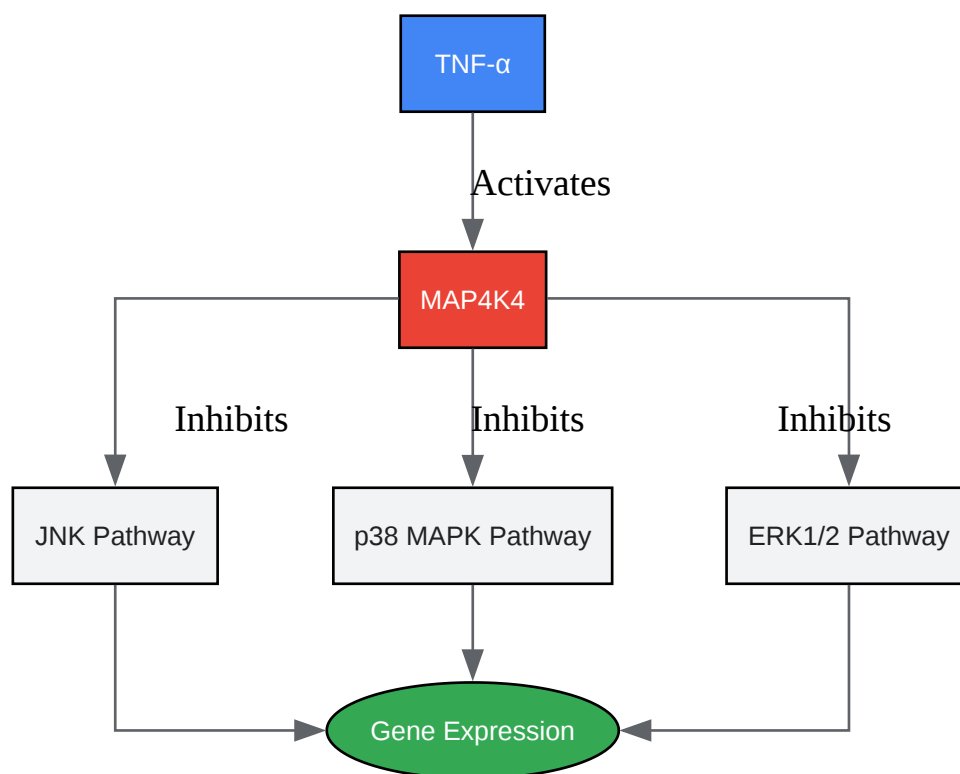 TNF-α
Activates
MAP4K4
Inhibits
Inhibits
Inhibits
JNK Pathway
p38 MAPK Pathway
ERK1/2 Pathway
Gene Expression